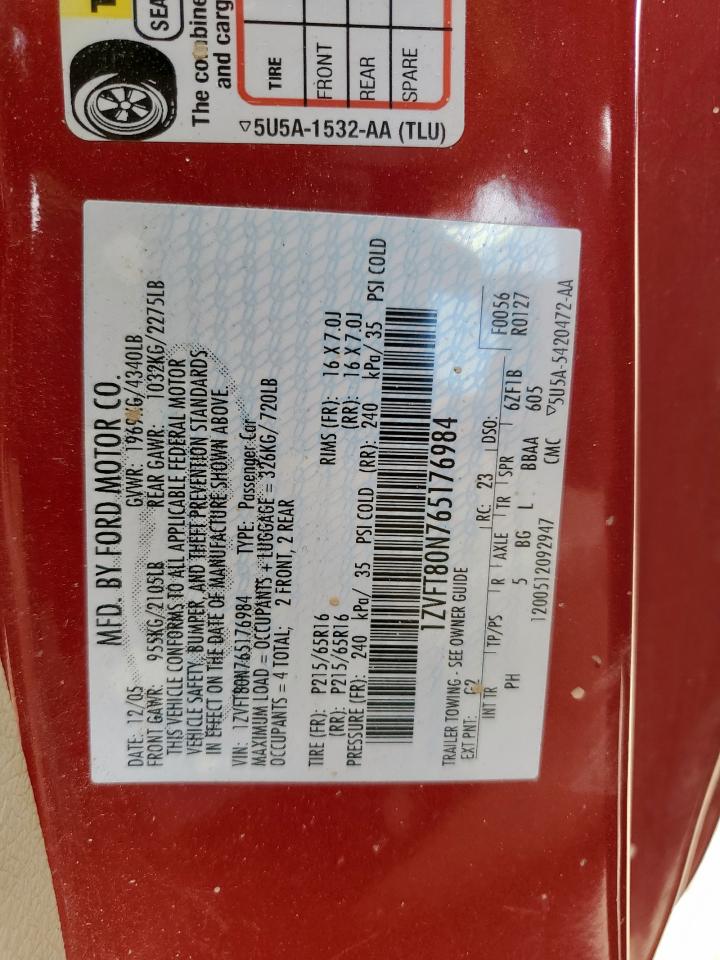 SEA
The combine
and carg
TIRE
FRONT
REAR
SPARE
▽5U5A-1532-AA (TLU)
MFD. BY FORD MOTOR CO.
DATE: 12/05 GVWR: 1969KG/4340LB
FRONT GAWR: 955KG/2105LB REAR GAWR: 1032KG/2275LB
THIS VEHICLE CONFORMS TO ALL APPLICABLE FEDERAL MOTOR
VEHICLE SAFETY, BUMPER, AND THEFT PREVENTION STANDARDS
IN EFFECT ON THE DATE OF MANUFACTURE SHOWN ABOVE.
VIN: 1ZVFT80N765176984 TYPE: Passenger Car
MAXIMUM LOAD = OCCUPANTS + LUGGAGE = 326KG/ 720LB
OCCUPANTS = 4 TOTAL; 2 FRONT, 2 REAR
TIRE (FR): P215/65R16 RIMS (FR): 16 X 7.0J
(RR): P215/65R16 (RR): 16 X 7.0J
PRESSURE (FR): 240 kPa/ 35 PSI COLD (RR): 240 kPa/ 35 PSI COLD
1ZVFT80N765176984
TRAILER TOWING - SEE OWNER GUIDE
EXT PNT: G2 RC: 23 DSO: F0056
INT TR TP/PS R AXLE TR SPR 6ZF1B R0127
PH 5 BG L BBAA 605
1200512092947 CMC ▽5U5A-5420472-AA